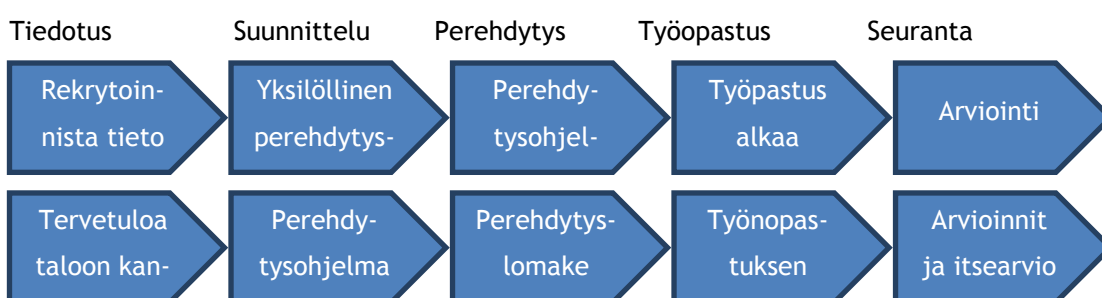 Tiedotus Suunnittelu Perehdytys Työopastus Seuranta
Rekrytoin-
nista tieto
Yksilöllinen
perehdytys-
Perehdy-
tysohjel-
Työpastus
alkaa
Arviointi
Tervetuloa
taloon kan-
Perehdy-
tysohjelma
Perehdytys-
lomake
Työnopas-
tuksen
Arvioinnit
ja itsearvio